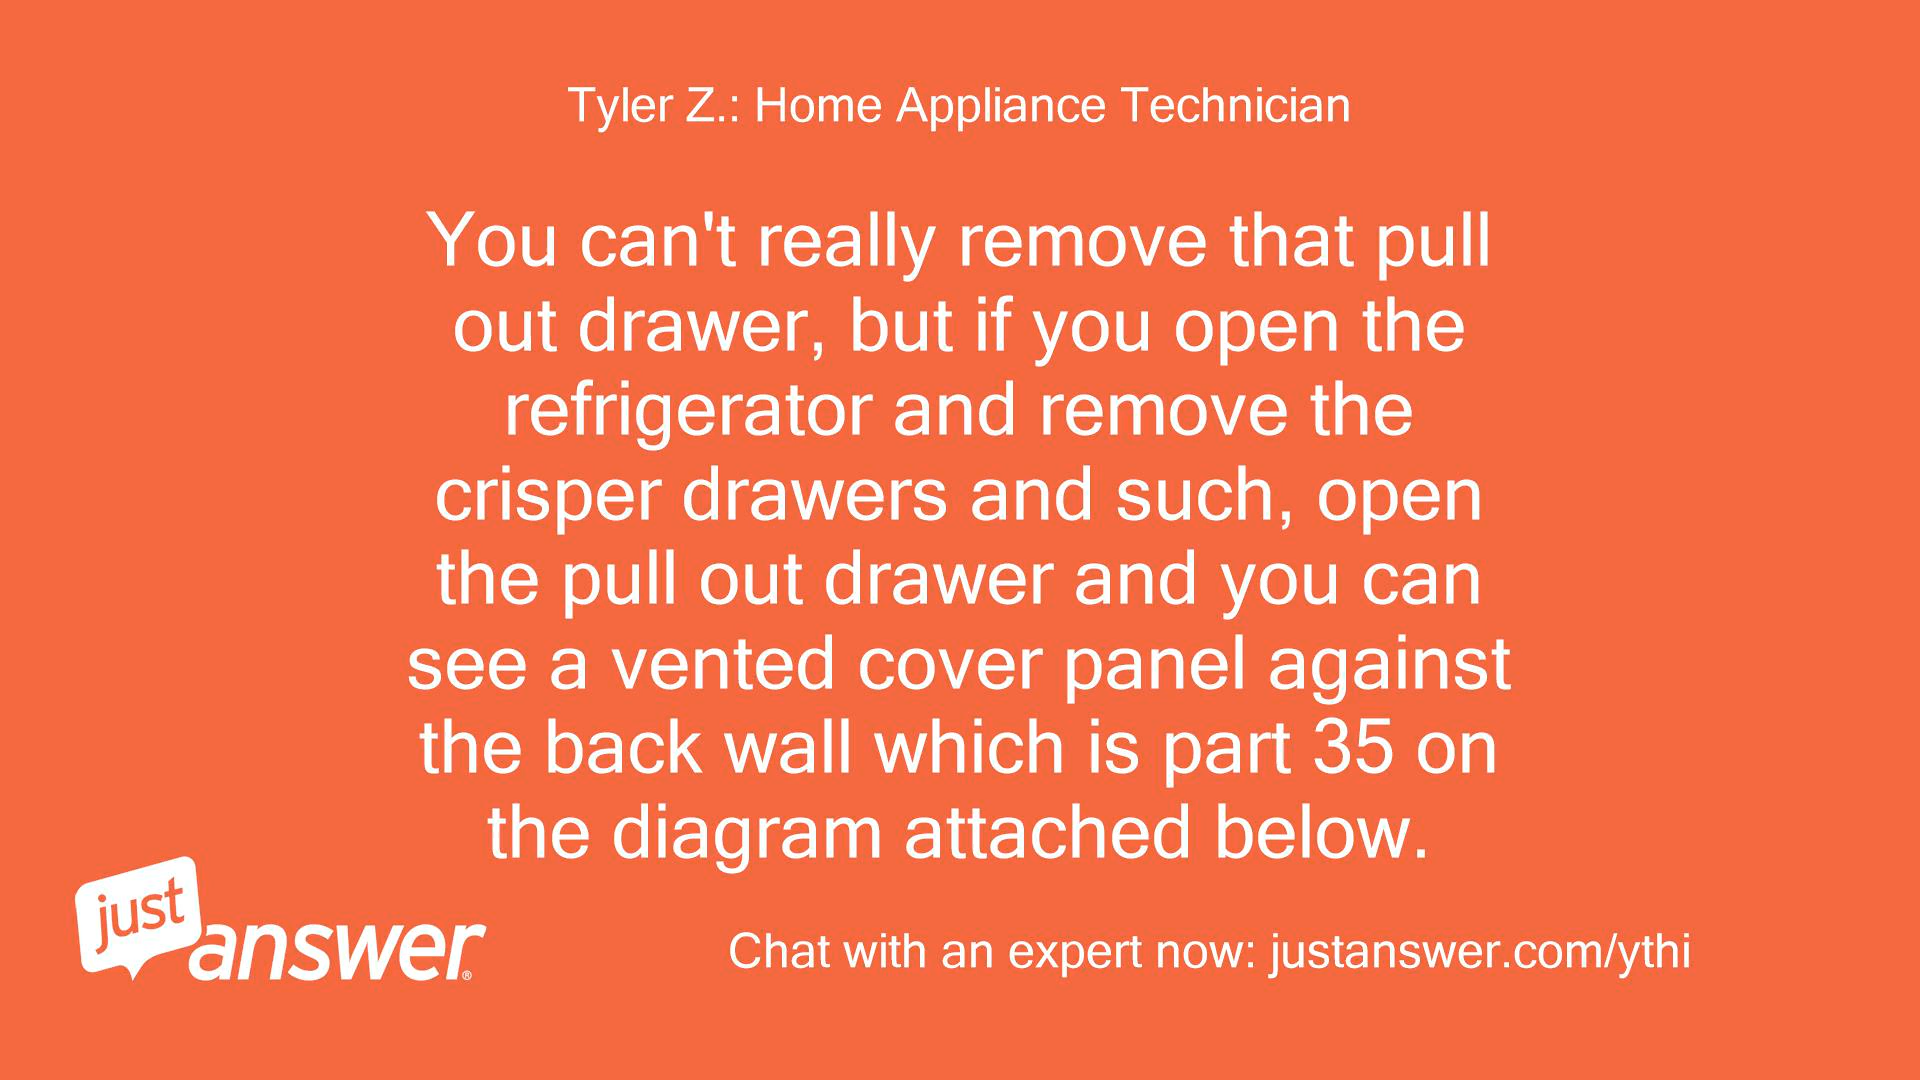 Tyler Z.: Home Appliance Technician
You can't really remove that pull
out drawer, but if you open the
refrigerator and remove the
crisper drawers and such, open
the pull out drawer and you can
see a vented cover panel against
the back wall which is part 35 on
the diagram attached below.
just
answer®
Chat with an expert now: justanswer.com/ythi